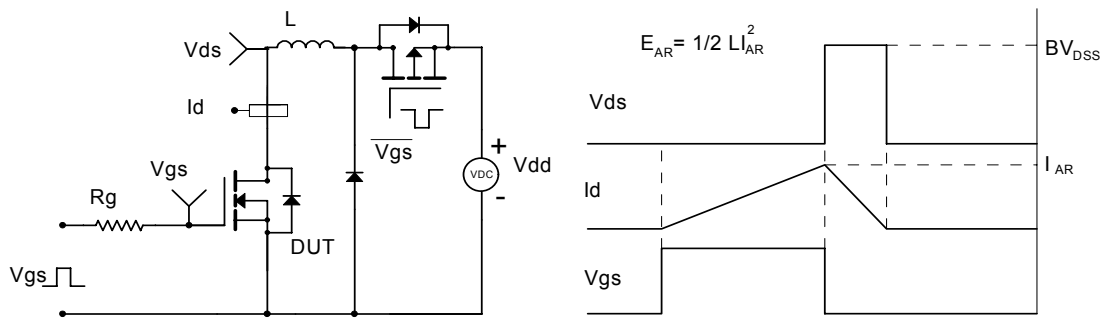 L
Vds
Id
Vgs
Vgs
Rg
Vgs
DUT
+
VDC
-
Vdd
E_AR = 1/2 LI_AR^2
BV_DSS
Vds
I_AR
Id
Vgs